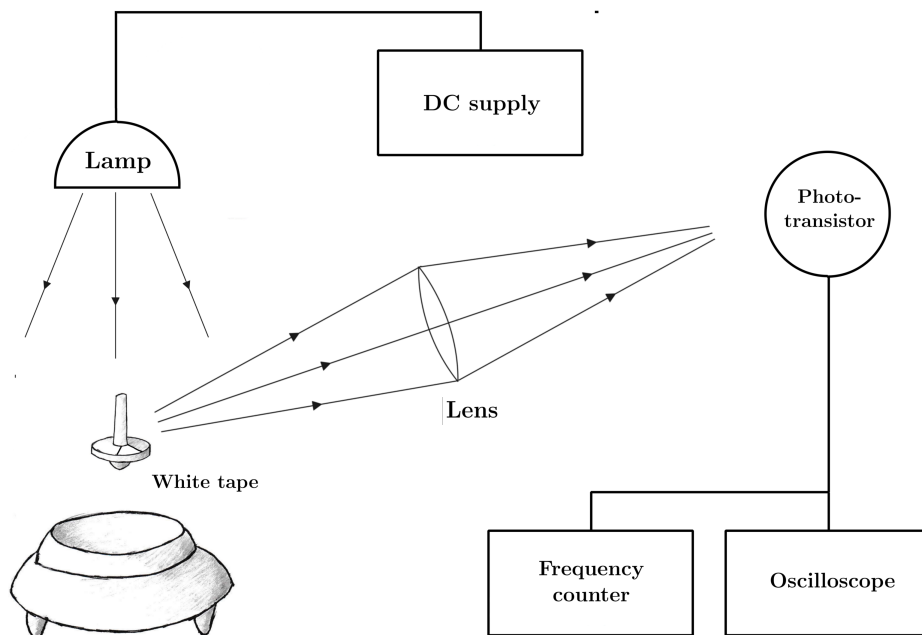 DC supply
Lamp
Photo-
transistor
Lens
White tape
Frequency
counter
Oscilloscope